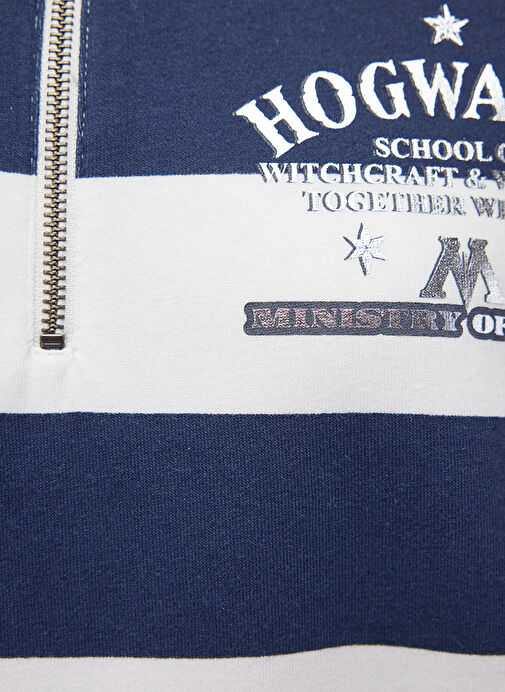 HOGWA
SCHOOL
WITCHCRAFT &
TOGETHER WE
M
MINISTRY OF